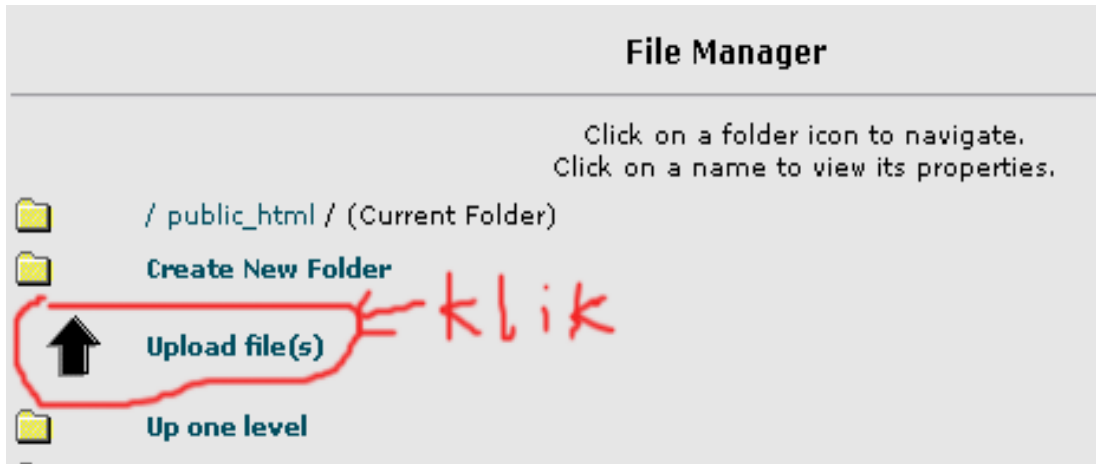 File Manager
Click on a folder icon to navigate.
Click on a name to view its properties.
/ public_html / (Current Folder)
Create New Folder
Upload file(s)
klik
Up one level